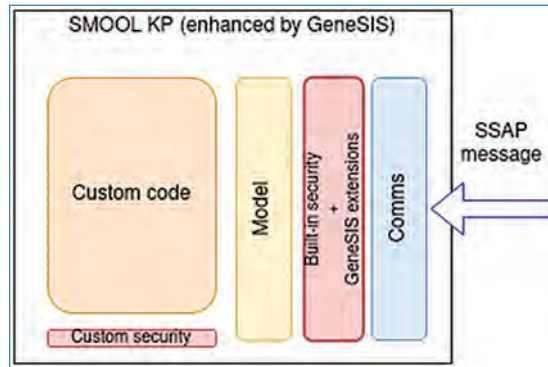 SMOOL KP (enhanced by GeneSIS)
Custom code
Custom security
Model
Built-in security
+
GeneSIS extensions
Comms
SSAP
message